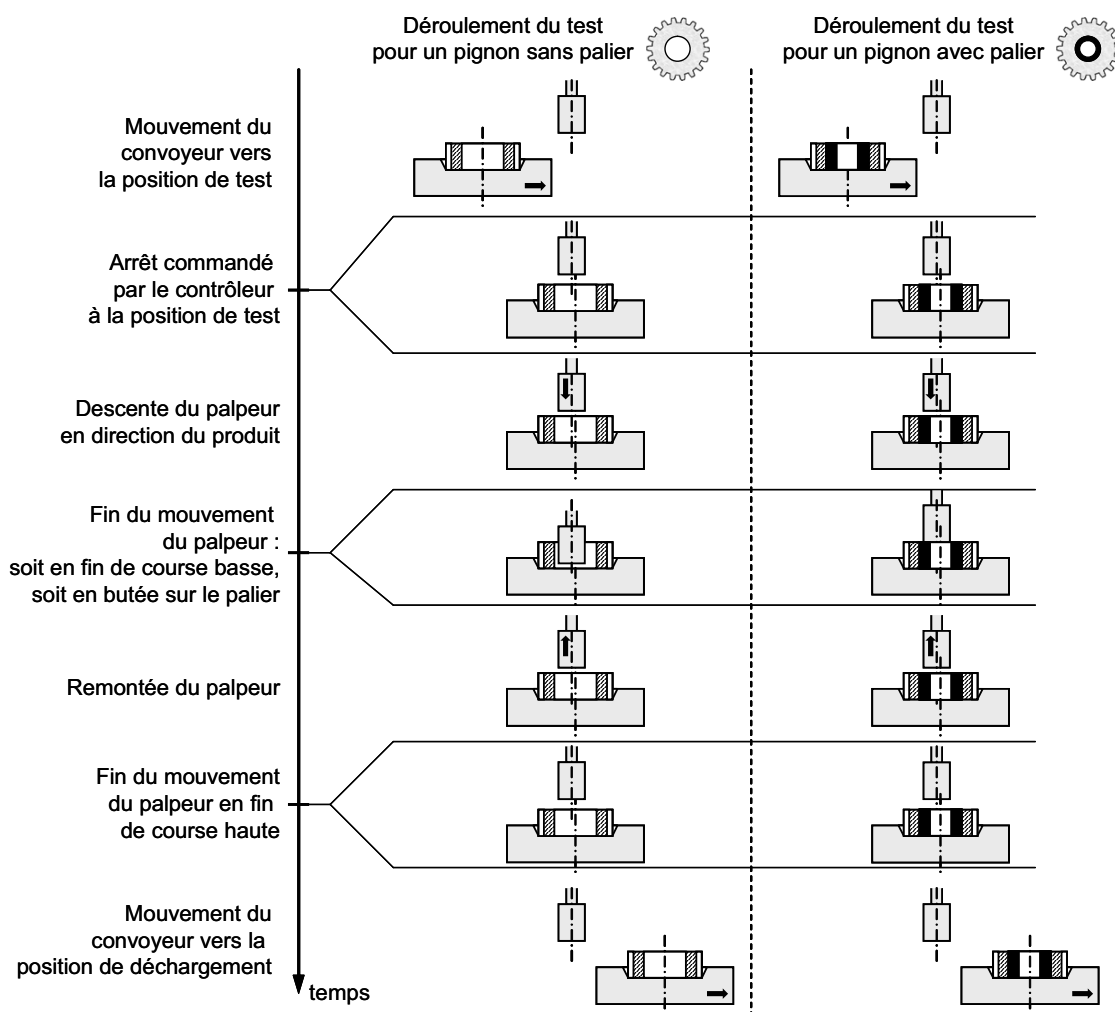 Déroulement du test
pour un pignon sans palier
Déroulement du test
pour un pignon avec palier
Mouvement du
convoyeur vers
la position de test
Arrêt commandé
par le contrôleur
à la position de test
Descente du palpeur
en direction du produit
Fin du mouvement
du palpeur :
soit en fin de course basse,
soit en butée sur le palier
Remontée du palpeur
Fin du mouvement
du palpeur en fin
de course haute
Mouvement du
convoyeur vers la
position de déchargement
temps